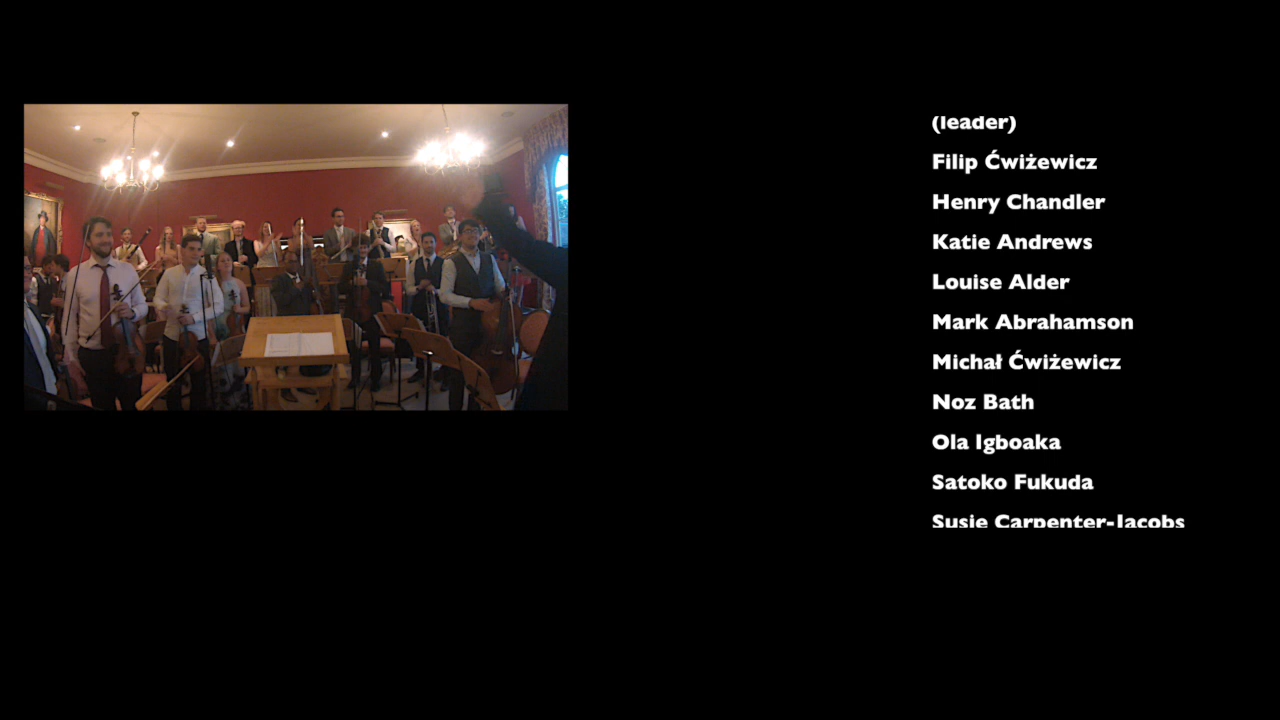 (leader)
Filip Ćwiżewicz
Henry Chandler
Katie Andrews
Louise Alder
Mark Abrahamson
Michał Ćwiżewicz
Noz Bath
Ola Igboaka
Satoko Fukuda
Susie Carpenter-Jacobs